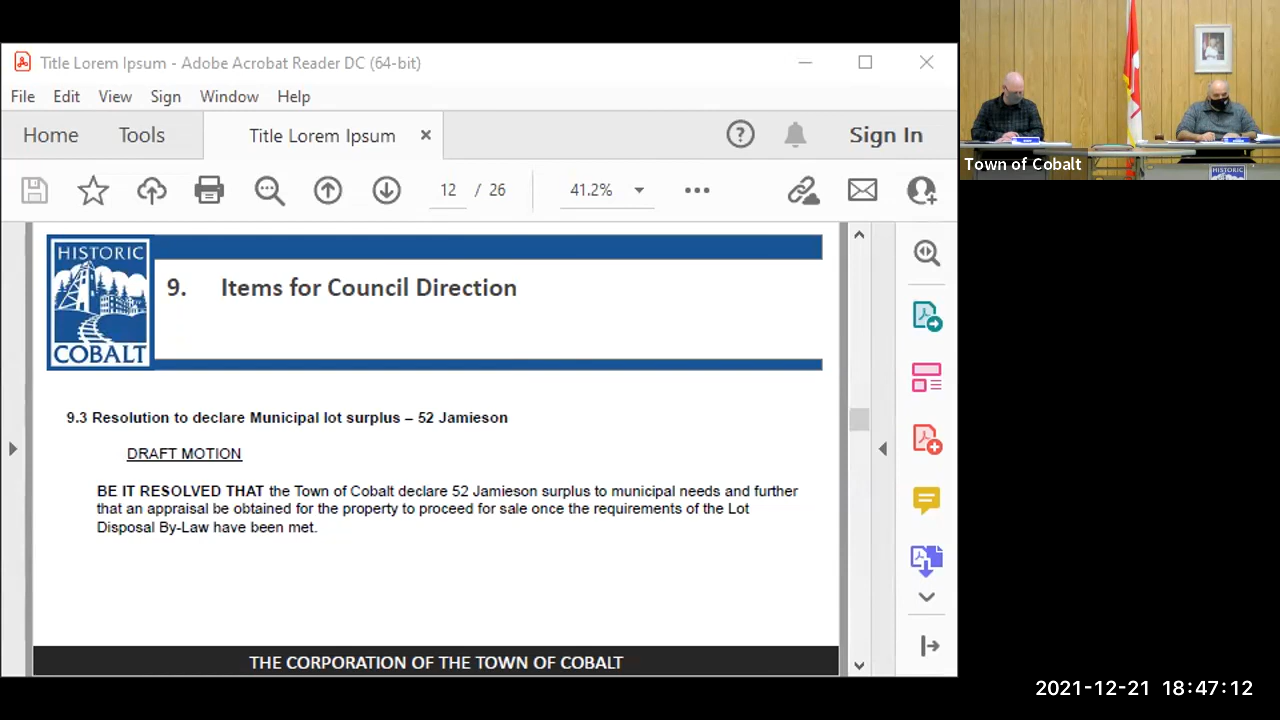 Title Lorem Ipsum - Adobe Acrobat Reader DC (64-bit)
File Edit View Sign Window Help
Home Tools Title Lorem Ipsum Sign In
12 / 26 41.2%
Town of Cobalt
HISTORIC
HISTORIC
COBALT
9. Items for Council Direction
9.3 Resolution to declare Municipal lot surplus – 52 Jamieson
DRAFT MOTION
BE IT RESOLVED THAT the Town of Cobalt declare 52 Jamieson surplus to municipal needs and further
that an appraisal be obtained for the property to proceed for sale once the requirements of the Lot
Disposal By-Law have been met.
THE CORPORATION OF THE TOWN OF COBALT
2021-12-21 18:47:12